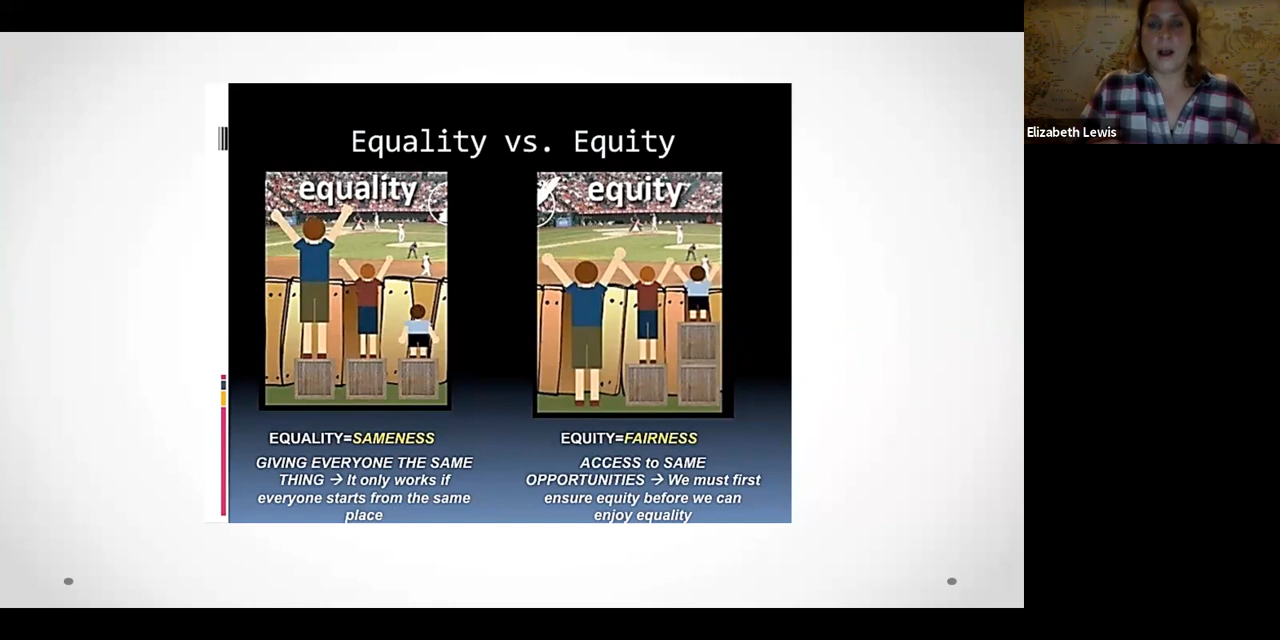 Elizabeth Lewis
Equality vs. Equity
equality
equity
EQUALITY=SAMENESS
GIVING EVERYONE THE SAME
THING → It only works if
everyone starts from the same
place
EQUITY=FAIRNESS
ACCESS to SAME
OPPORTUNITIES → We must first
ensure equity before we can
enjoy equality